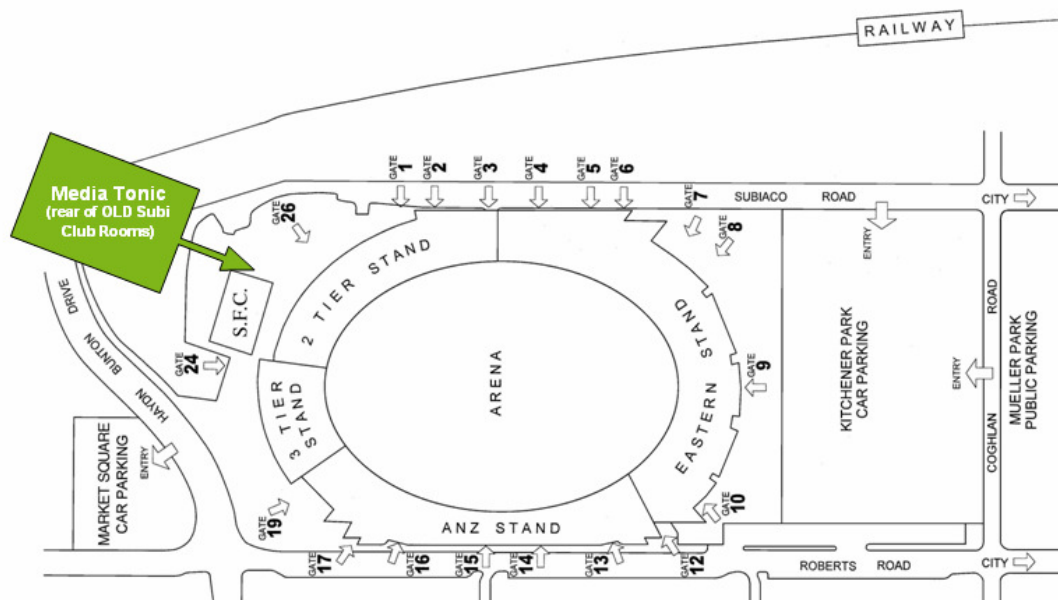 RAILWAY
Media Tonic
(rear of OLD Subi
Club Rooms)
GATE 1
GATE 2
GATE 3
GATE 4
GATE 5
GATE 6
GATE 7
GATE 8
SUBIACO ROAD
CITY
GATE 26
ENTRY
2 TIER STAND
S.F.C.
HAYDN BUNTON DRIVE
GATE 24
3 TIER
STAND
ARENA
EASTERN STAND
GATE 9
KITCHENER PARK
CAR PARKING
ENTRY
COGHLAN ROAD
MUELLER PARK
PUBLIC PARKING
MARKET SQUARE
CAR PARKING
ENTRY
GATE 19
ANZ STAND
GATE 10
GATE 17
GATE 16
GATE 15
GATE 14
GATE 13
GATE 12
ROBERTS ROAD
CITY